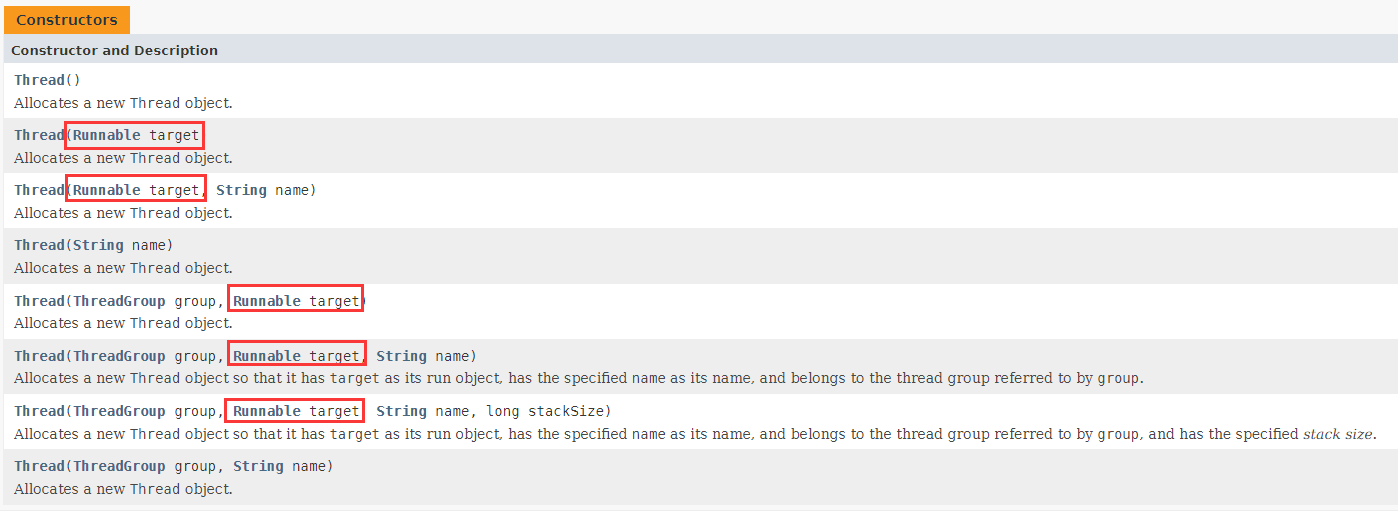 Constructors
Constructor and Description
Thread()
Allocates a new Thread object.
Thread(Runnable target
Allocates a new Thread object.
Thread(Runnable target, String name)
Allocates a new Thread object.
Thread(String name)
Allocates a new Thread object.
Thread(ThreadGroup group, Runnable target)
Allocates a new Thread object.
Thread(ThreadGroup group, Runnable target, String name)
Allocates a new Thread object so that it has target as its run object, has the specified name as its name, and belongs to the thread group referred to by group.
Thread(ThreadGroup group, Runnable target String name, long stackSize)
Allocates a new Thread object so that it has target as its run object, has the specified name as its name, and belongs to the thread group referred to by group, and has the specified stack size.
Thread(ThreadGroup group, String name)
Allocates a new Thread object.